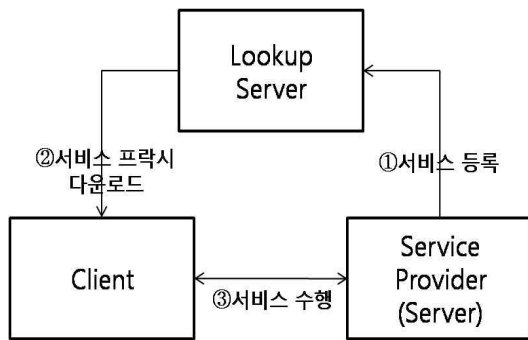 Lookup
Server
②서비스 프락시
다운로드
①서비스 등록
Client
Service
Provider
(Server)
③서비스 수행